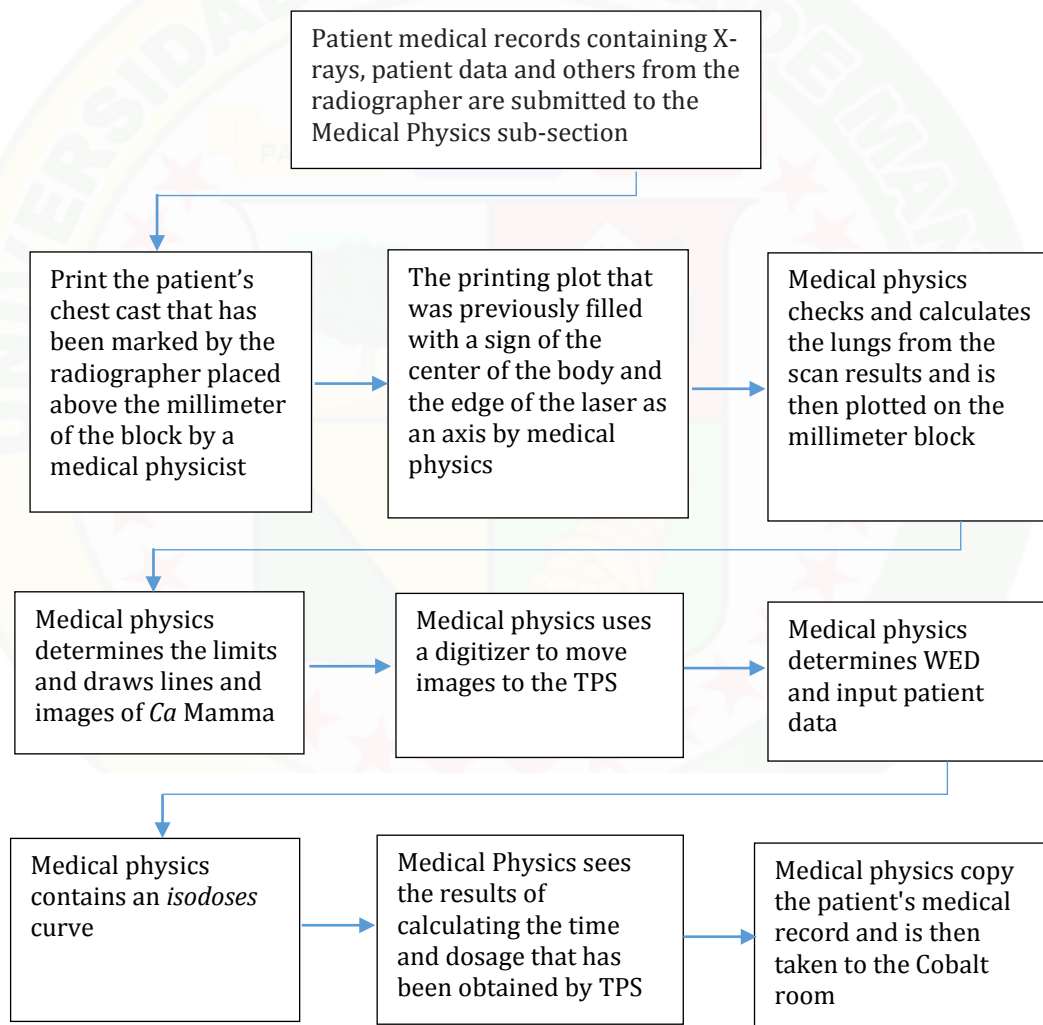 Patient medical records containing X-
rays, patient data and others from the
radiographer are submitted to the
Medical Physics sub-section
Print the patient’s
chest cast that has
been marked by the
radiographer placed
above the millimeter
of the block by a
medical physicist
The printing plot that
was previously filled
with a sign of the
center of the body and
the edge of the laser as
an axis by medical
physics
Medical physics
checks and calculates
the lungs from the
scan results and is
then plotted on the
millimeter block
Medical physics
determines the limits
and draws lines and
images of Ca Mamma
Medical physics uses
a digitizer to move
images to the TPS
Medical physics
determines WED
and input patient
data
Medical physics
contains an isodoses
curve
Medical Physics sees
the results of
calculating the time
and dosage that has
been obtained by TPS
Medical physics copy
the patient's medical
record and is then
taken to the Cobalt
room